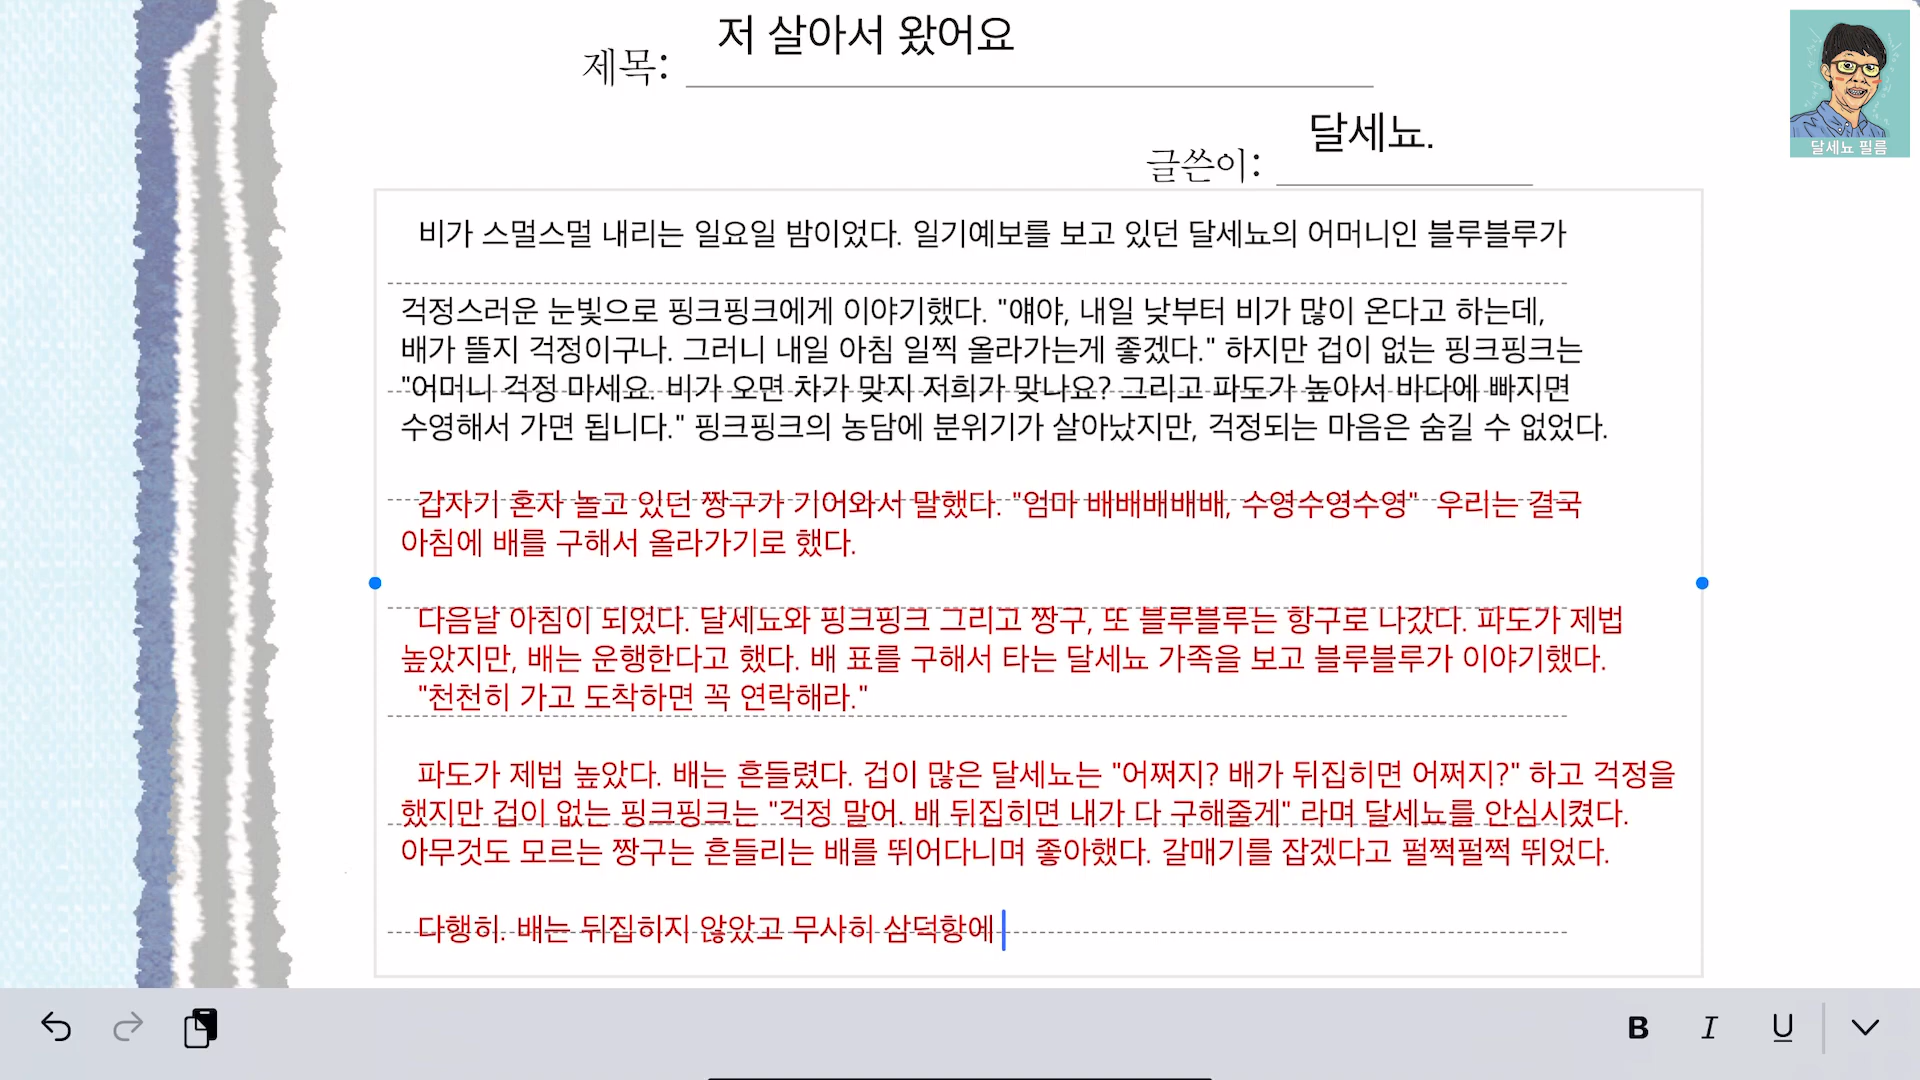 제목: 저 살아서 왔어요
글쓴이: 달세뇨.
달세뇨 필름
비가 스멀스멀 내리는 일요일 밤이었다. 일기예보를 보고 있던 달세뇨의 어머니인 블루블루가
걱정스러운 눈빛으로 핑크핑크에게 이야기했다. "얘야, 내일 낮부터 비가 많이 온다고 하는데,
배가 뜰지 걱정이구나. 그러니 내일 아침 일찍 올라가는게 좋겠다." 하지만 겁이 없는 핑크핑크는
"어머니 걱정 마세요. 비가 오면 차가 맞지 저희가 맞나요? 그리고 파도가 높아서 바다에 빠지면
수영해서 가면 됩니다." 핑크핑크의 농담에 분위기가 살아났지만, 걱정되는 마음은 숨길 수 없었다.
갑자기 혼자 놀고 있던 짱구가 기어와서 말했다. "엄마 배배배배배, 수영수영수영" 우리는 결국
아침에 배를 구해서 올라가기로 했다.
다음날 아침이 되었다. 달세뇨와 핑크핑크 그리고 짱구, 또 블루블루는 항구로 나갔다. 파도가 제법
높았지만, 배는 운행한다고 했다. 배 표를 구해서 타는 달세뇨 가족을 보고 블루블루가 이야기했다.
"천천히 가고 도착하면 꼭 연락해라."
파도가 제법 높았다. 배는 흔들렸다. 겁이 많은 달세뇨는 "어쩌지? 배가 뒤집히면 어쩌지?" 하고 걱정을
했지만 겁이 없는 핑크핑크는 "걱정 말어. 배 뒤집히면 내가 다 구해줄게" 라며 달세뇨를 안심시켰다.
아무것도 모르는 짱구는 흔들리는 배를 뛰어다니며 좋아했다. 갈매기를 잡겠다고 펄쩍펄쩍 뛰었다.
다행히. 배는 뒤집히지 않았고 무사히 삼덕항에
B I U